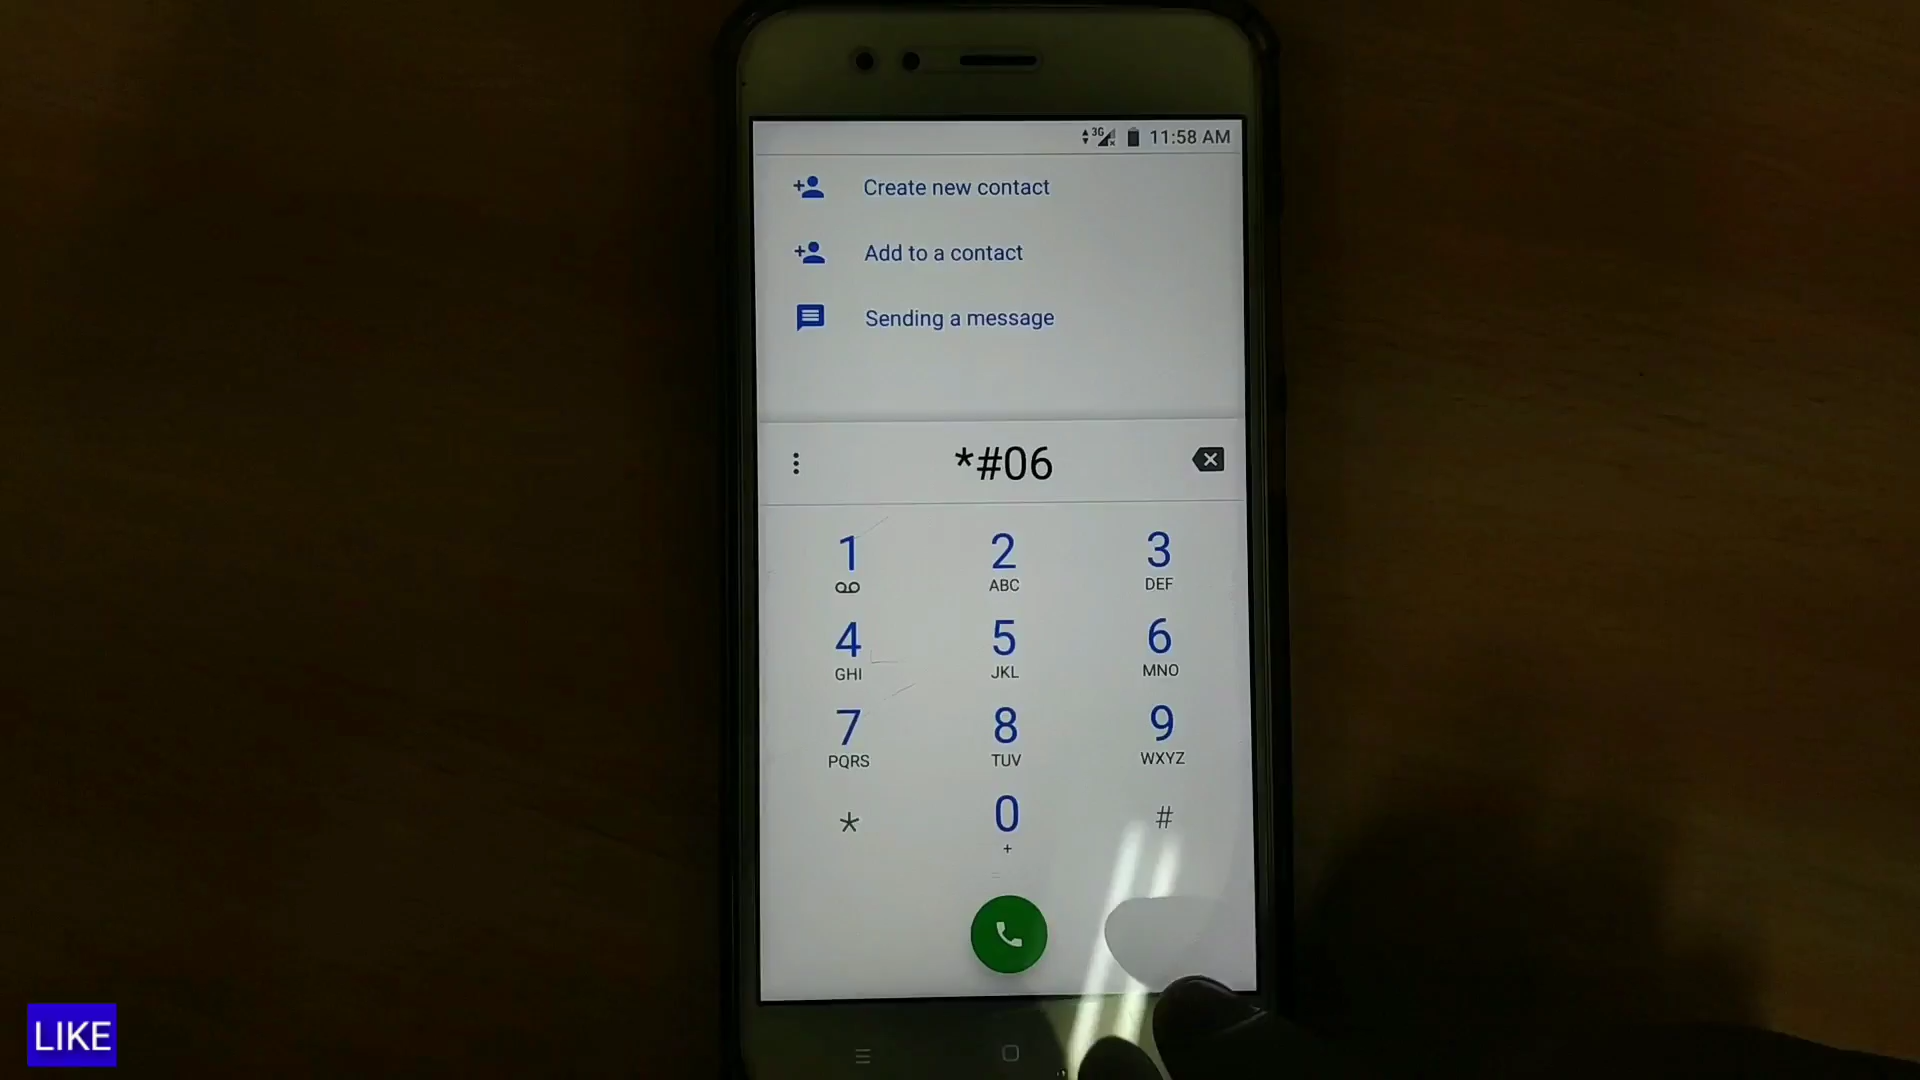 3G 11:58 AM
Create new contact
Add to a contact
Sending a message
*#06
1 2 3
ABC DEF
4 5 6
GHI JKL MNO
7 8 9
PQRS TUV WXYZ
* 0 #
+
LIKE